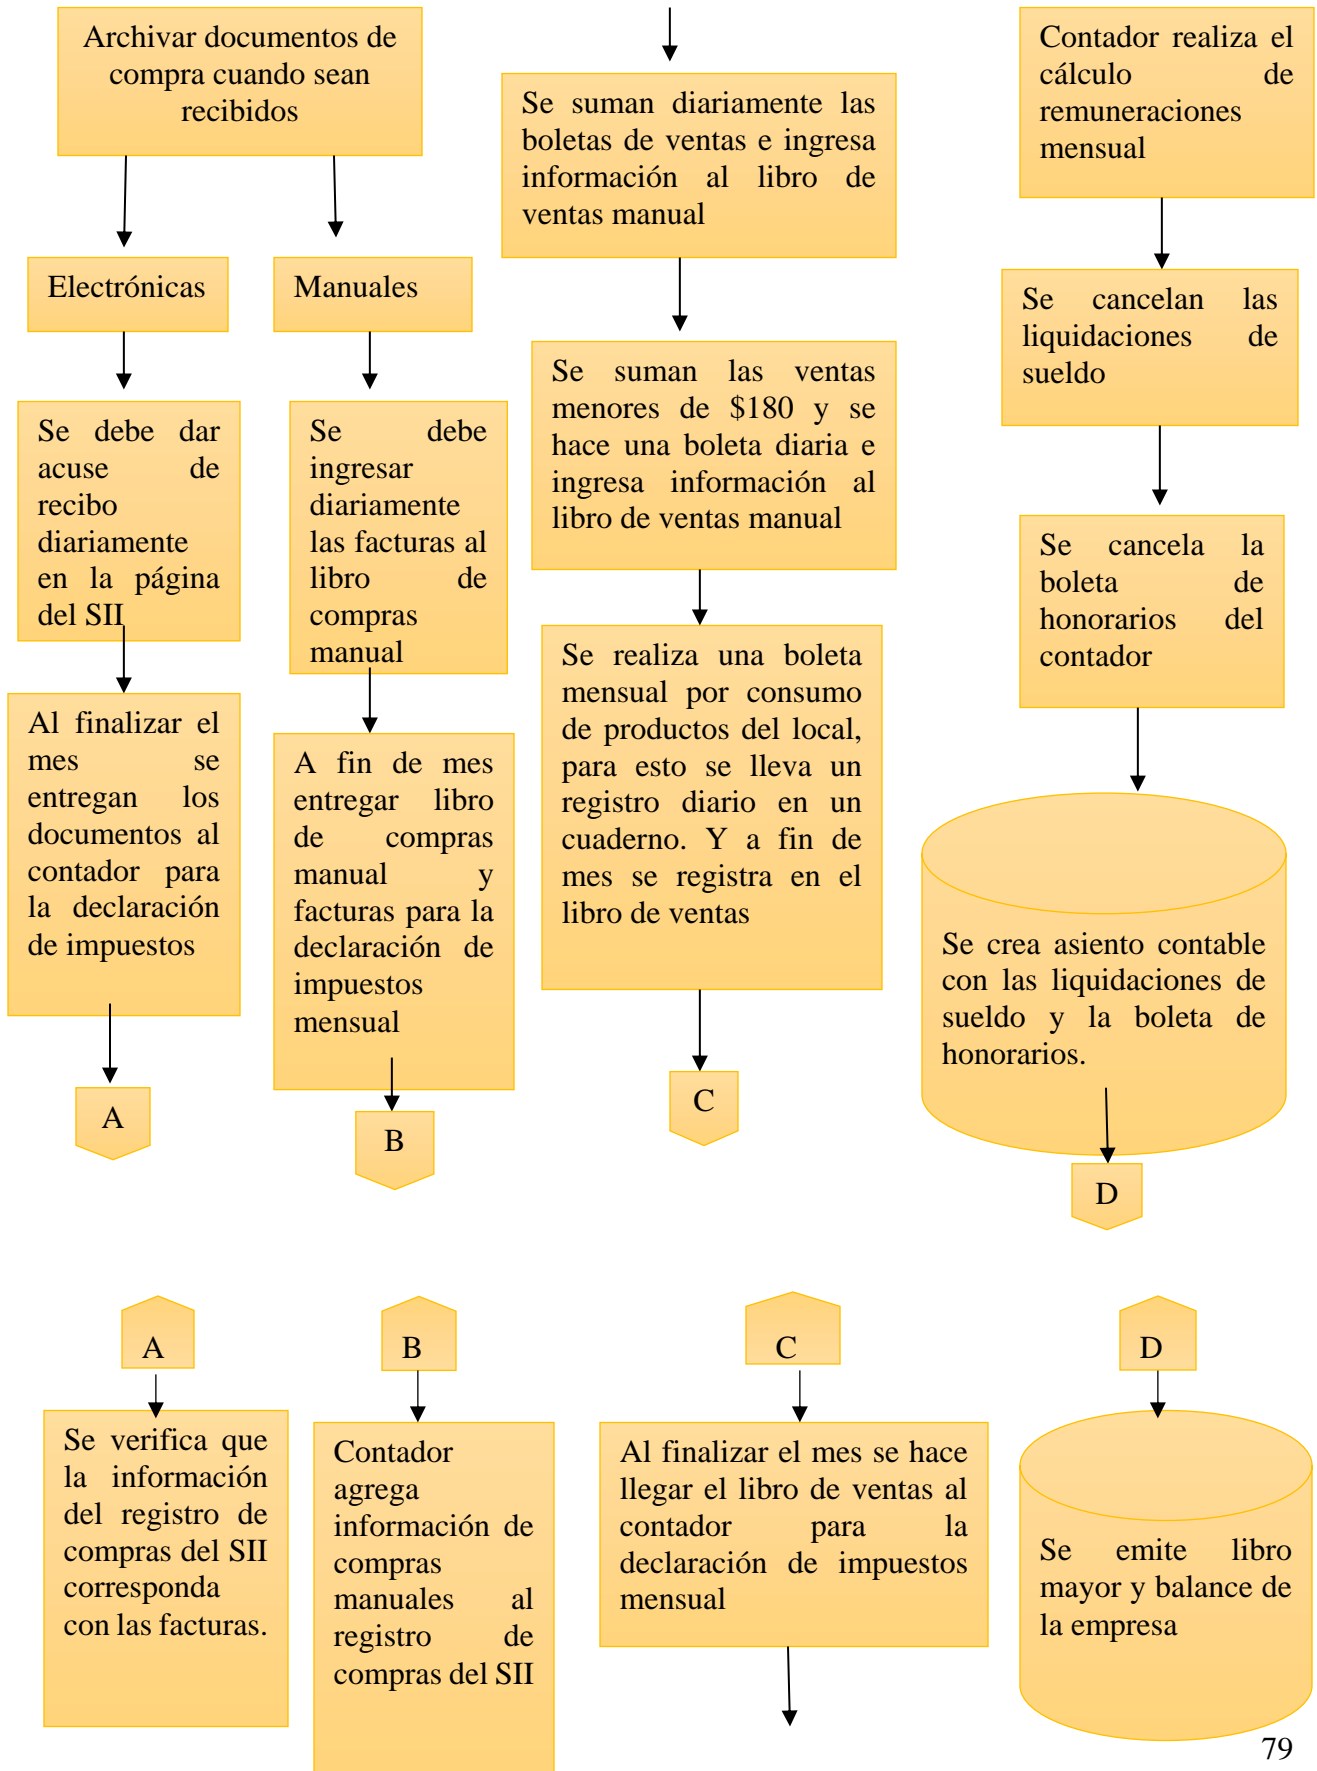 Archivar documentos de
compra cuando sean
recibidos
Electrónicas
Manuales
Se debe dar
acuse de
recibo
diariamente
en la página
del SII
Se debe
ingresar
diariamente
las facturas al
libro de
compras
manual
Al finalizar el
mes se
entregan los
documentos al
contador para
la declaración
de impuestos
A fin de mes
entregar libro
de compras
manual y
facturas para la
declaración de
impuestos
mensual
A
B
Se suman diariamente las
boletas de ventas e ingresa
información al libro de
ventas manual
Se suman las ventas
menores de $180 y se
hace una boleta diaria e
ingresa información al
libro de ventas manual
Se realiza una boleta
mensual por consumo
de productos del local,
para esto se lleva un
registro diario en un
cuaderno. Y a fin de
mes se registra en el
libro de ventas
C
Contador realiza el
cálculo de
remuneraciones
mensual
Se cancelan las
liquidaciones de
sueldo
Se cancela la
boleta de
honorarios del
contador
Se crea asiento contable
con las liquidaciones de
sueldo y la boleta de
honorarios.
D
A
Se verifica que
la información
del registro de
compras del SII
corresponda
con las facturas.
B
Contador
agrega
información de
compras
manuales al
registro de
compras del SII
C
Al finalizar el mes se hace
llegar el libro de ventas al
contador para la
declaración de impuestos
mensual
D
Se emite libro
mayor y balance de
la empresa
79